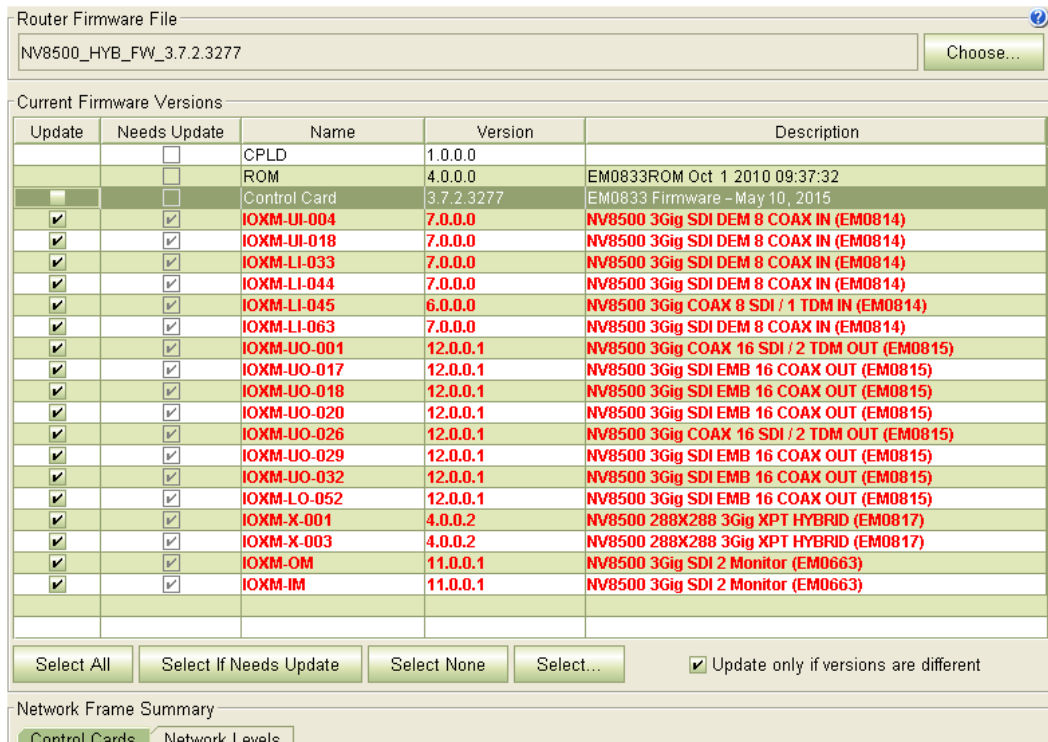 Router Firmware File
?
NV8500_HYB_FW_3.7.2.3277 Choose...
Current Firmware Versions
Update Needs Update Name Version Description
CPLD 1.0.0.0
ROM 4.0.0.0 EM0833ROM Oct 1 2010 09:37:32
Control Card 3.7.2.3277 EM0833 Firmware – May 10, 2015
IOXM-UI-004 7.0.0.0 NV8500 3Gig SDI DEM 8 COAX IN (EM0814)
IOXM-UI-018 7.0.0.0 NV8500 3Gig SDI DEM 8 COAX IN (EM0814)
IOXM-LI-033 7.0.0.0 NV8500 3Gig SDI DEM 8 COAX IN (EM0814)
IOXM-LI-044 7.0.0.0 NV8500 3Gig SDI DEM 8 COAX IN (EM0814)
IOXM-LI-045 6.0.0.0 NV8500 3Gig COAX 8 SDI / 1 TDM IN (EM0814)
IOXM-LI-063 7.0.0.0 NV8500 3Gig SDI DEM 8 COAX IN (EM0814)
IOXM-UO-001 12.0.0.1 NV8500 3Gig COAX 16 SDI / 2 TDM OUT (EM0815)
IOXM-UO-017 12.0.0.1 NV8500 3Gig SDI EMB 16 COAX OUT (EM0815)
IOXM-UO-018 12.0.0.1 NV8500 3Gig SDI EMB 16 COAX OUT (EM0815)
IOXM-UO-020 12.0.0.1 NV8500 3Gig SDI EMB 16 COAX OUT (EM0815)
IOXM-UO-026 12.0.0.1 NV8500 3Gig COAX 16 SDI / 2 TDM OUT (EM0815)
IOXM-UO-029 12.0.0.1 NV8500 3Gig SDI EMB 16 COAX OUT (EM0815)
IOXM-UO-032 12.0.0.1 NV8500 3Gig SDI EMB 16 COAX OUT (EM0815)
IOXM-LO-052 12.0.0.1 NV8500 3Gig SDI EMB 16 COAX OUT (EM0815)
IOXM-X-001 4.0.0.2 NV8500 288X288 3Gig XPT HYBRID (EM0817)
IOXM-X-003 4.0.0.2 NV8500 288X288 3Gig XPT HYBRID (EM0817)
IOXM-OM 11.0.0.1 NV8500 3Gig SDI 2 Monitor (EM0663)
IOXM-IM 11.0.0.1 NV8500 3Gig SDI 2 Monitor (EM0663)
Select All Select If Needs Update Select None Select... Update only if versions are different
Network Frame Summary
Control Cards Network Levels